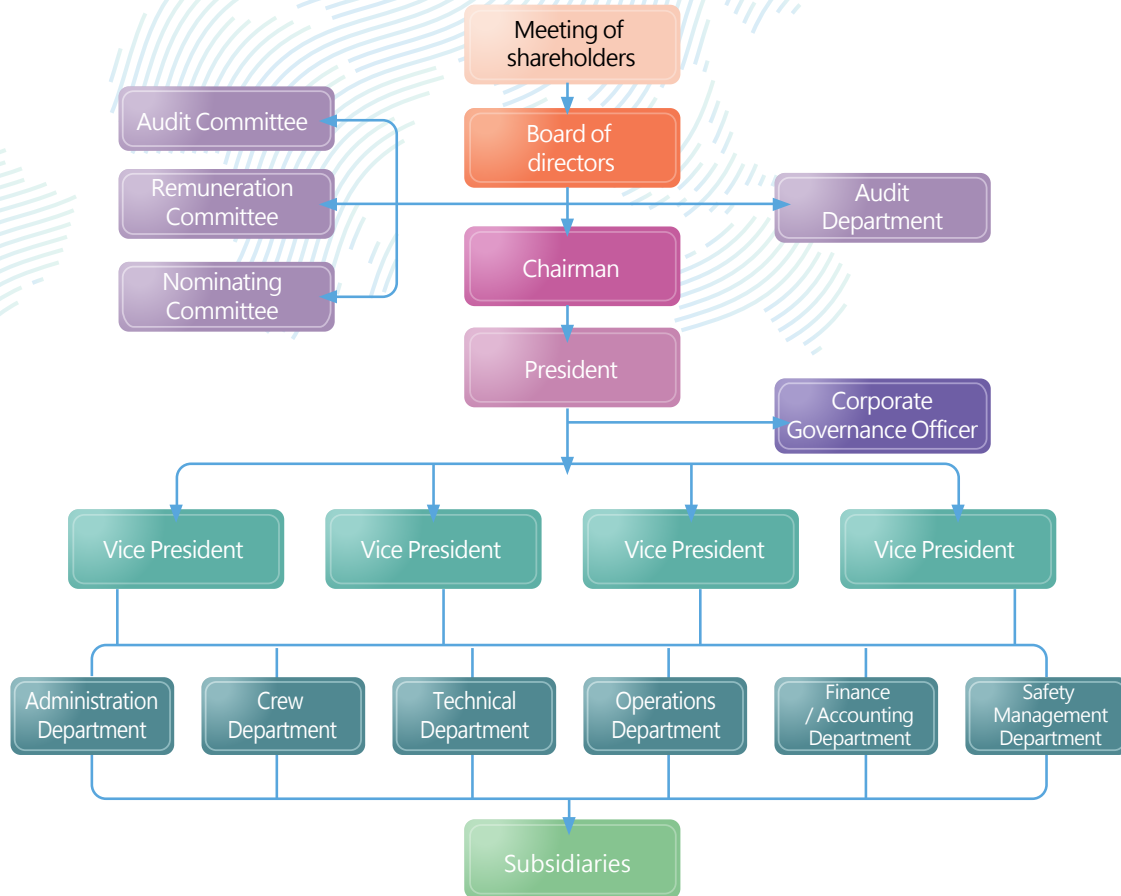 Meeting of
shareholders
Audit Committee
Board of
directors
Remuneration
Committee
Audit
Department
Chairman
Nominating
Committee
President
Corporate
Governance Officer
Vice President
Vice President
Vice President
Vice President
Administration
Department
Crew
Department
Technical
Department
Operations
Department
Finance
/ Accounting
Department
Safety
Management
Department
Subsidiaries